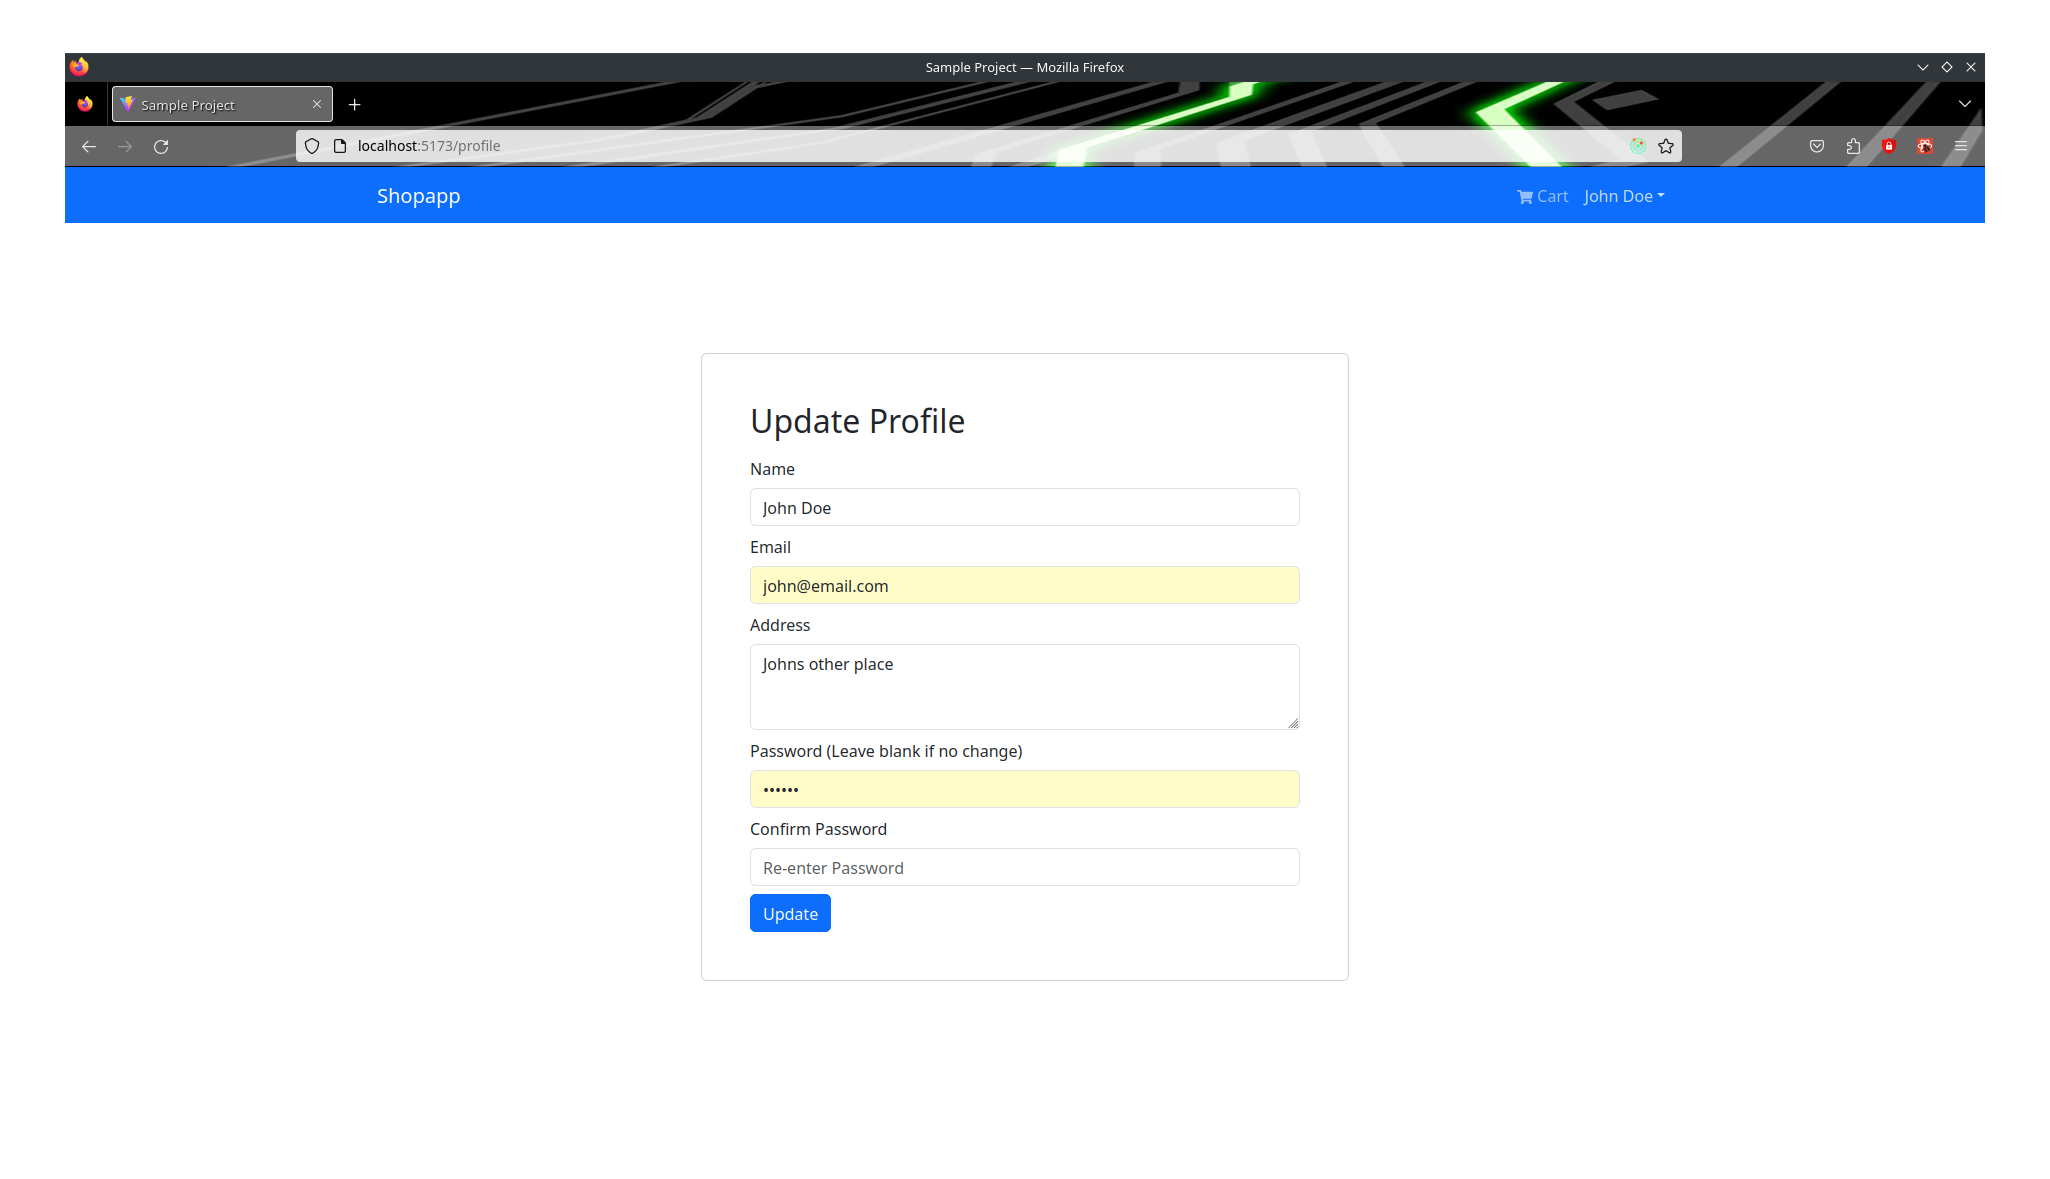 Sample Project — Mozilla Firefox
Sample Project
localhost:5173/profile
Shopapp
Cart John Doe
Update Profile
Name
John Doe
Email
john@email.com
Address
Johns other place
Password (Leave blank if no change)
••••••
Confirm Password
Re-enter Password
Update